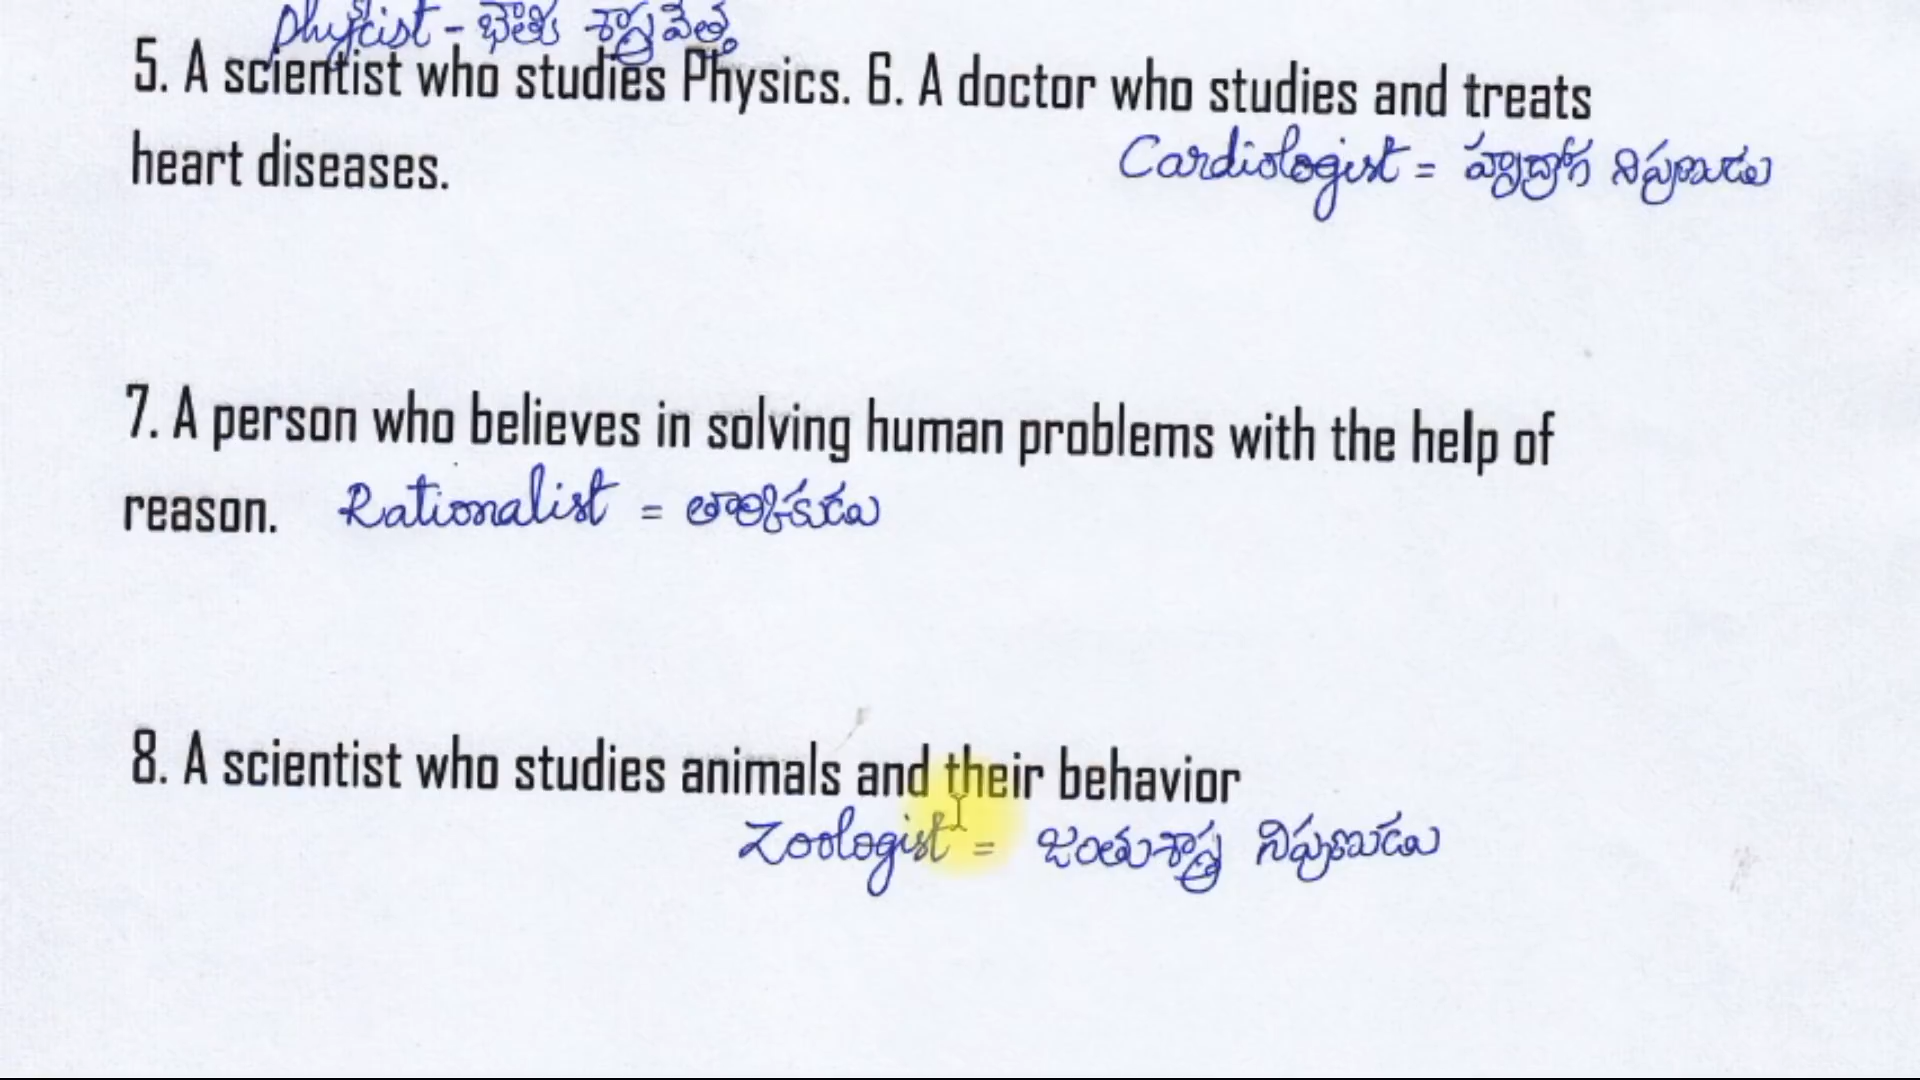 phycist - భౌతిక శాస్త్రవేత్త
5. A scientist who studies Physics. 6. A doctor who studies and treats
heart diseases.
Cardiologist = హృద్రోగ నిపుణుడు
7. A person who believes in solving human problems with the help of
reason. Rationalist = తార్కికుడు
8. A scientist who studies animals and their behavior
Zoologist = జంతుశాస్త్ర నిపుణుడు